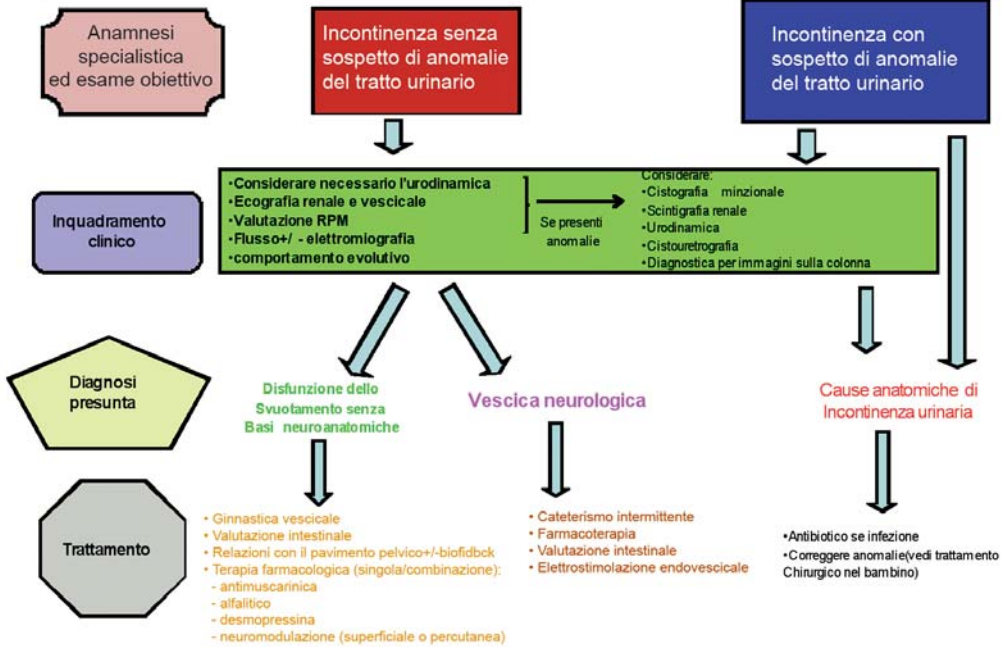 Anamnesi
specialistica
ed esame obiettivo
Incontinenza senza
sospetto di anomalie
del tratto urinario
Incontinenza con
sospetto di anomalie
del tratto urinario
Inquadramento
clinico
•Considerare necessario l'urodinamica
•Ecografia renale e vescicale
•Valutazione RPM
•Flusso+/ - elettromiografia
•comportamento evolutivo
Se presenti
anomalie
Considerare:
•Cistografia minzionale
•Scintigrafia renale
•Urodinamica
•Cistouretrografia
•Diagnostica per immagini sulla colonna
Diagnosi
presunta
Disfunzione dello
Svuotamento senza
Basi neuroanatomiche
Vescica neurologica
Cause anatomiche di
Incontinenza urinaria
Trattamento
• Ginnastica vescicale
• Valutazione intestinale
• Relazioni con il pavimento pelvico+/-biofidbck
• Terapia farmacologica (singola/combinazione):
- antimuscarinica
- alfalitico
- desmopressina
- neuromodulazione (superficiale o percutanea)
• Cateterismo intermittente
• Farmacoterapia
• Valutazione intestinale
• Elettrostimolazione endovescicale
•Antibiotico se infezione
•Correggere anomalie(vedi trattamento
Chirurgico nel bambino)